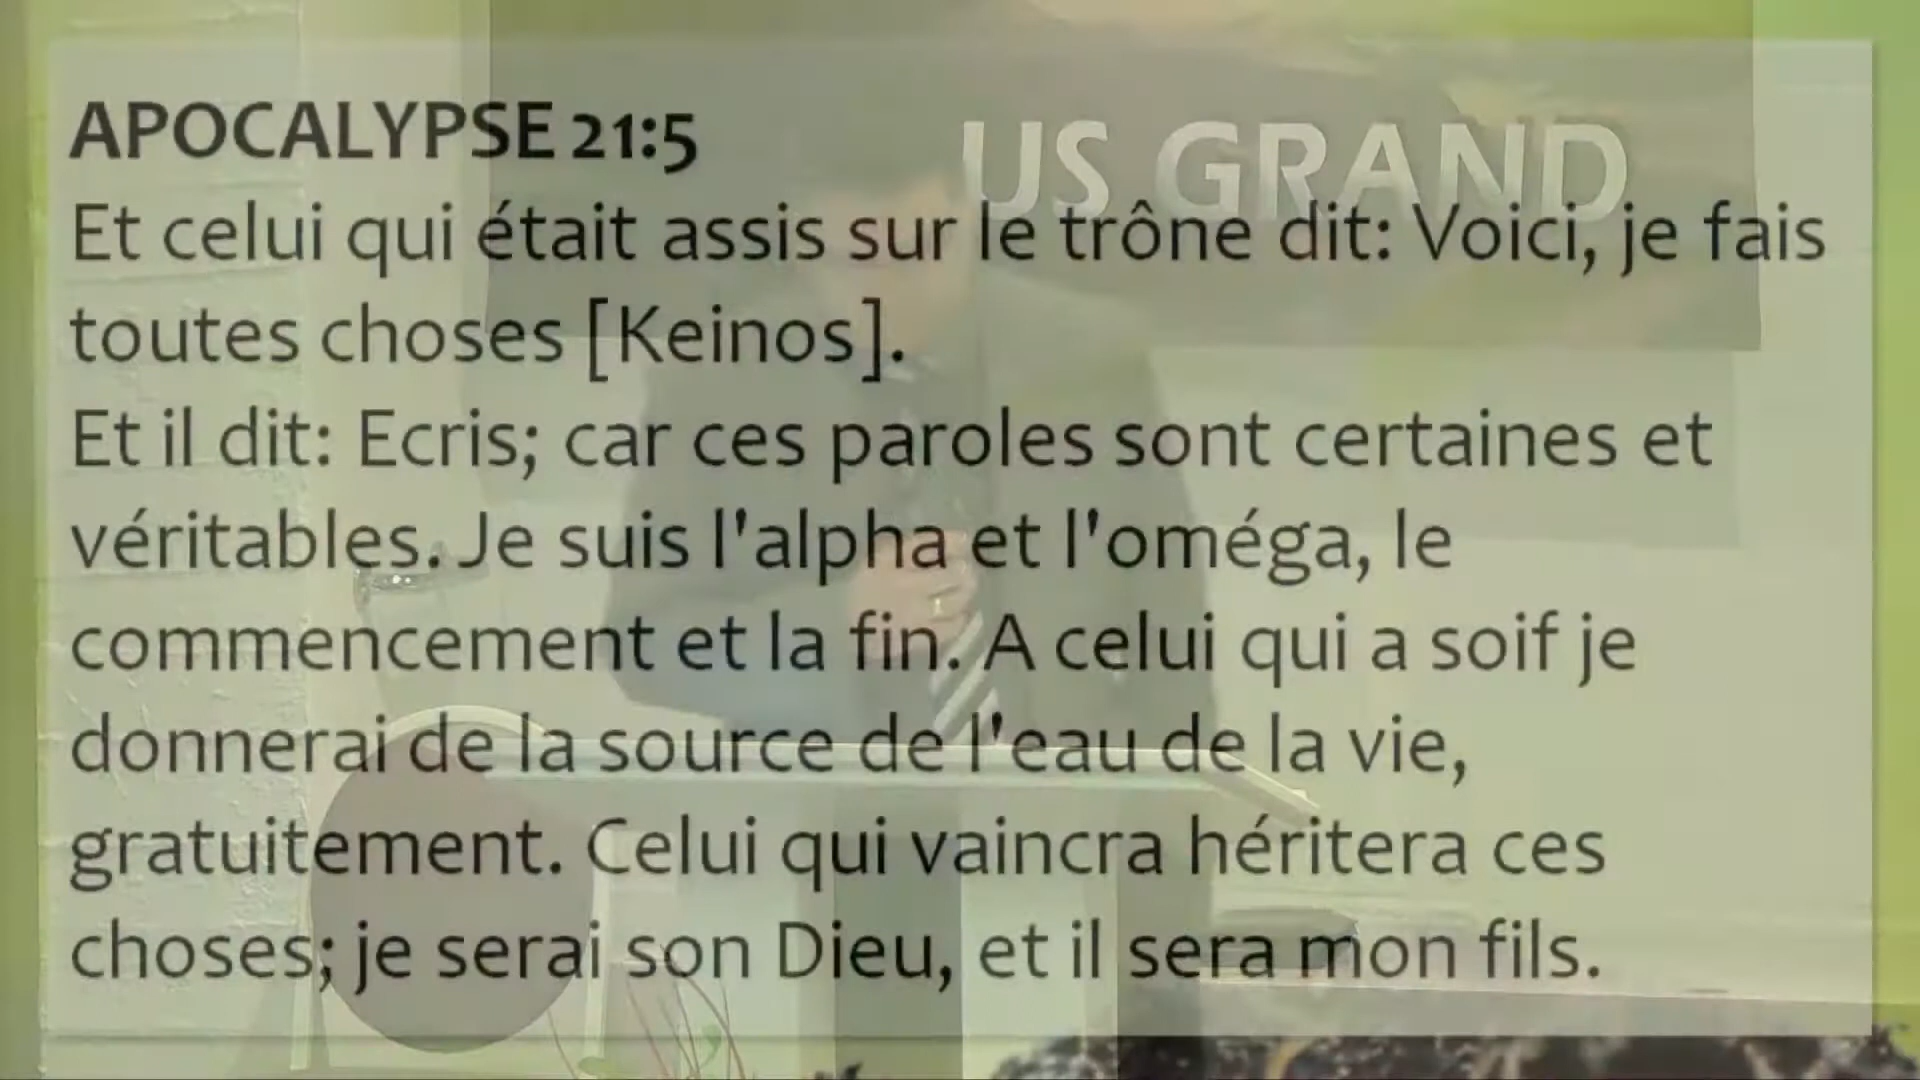 APOCALYPSE 21:5
US GRAND
Et celui qui était assis sur le trône dit: Voici, je fais
toutes choses [Keinos].
Et il dit: Ecris; car ces paroles sont certaines et
véritables. Je suis l'alpha et l'oméga, le
commencement et la fin. A celui qui a soif je
donnerai de la source de l'eau de la vie,
gratuitement. Celui qui vaincra héritera ces
choses; je serai son Dieu, et il sera mon fils.